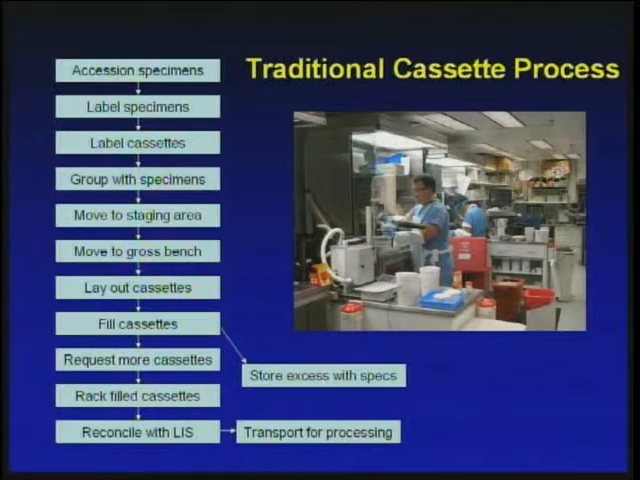 Traditional Cassette Process
Accession specimens
Label specimens
Label cassettes
Group with specimens
Move to staging area
Move to gross bench
Lay out cassettes
Fill cassettes
Request more cassettes
Store excess with specs
Rack filled cassettes
Reconcile with LIS
Transport for processing